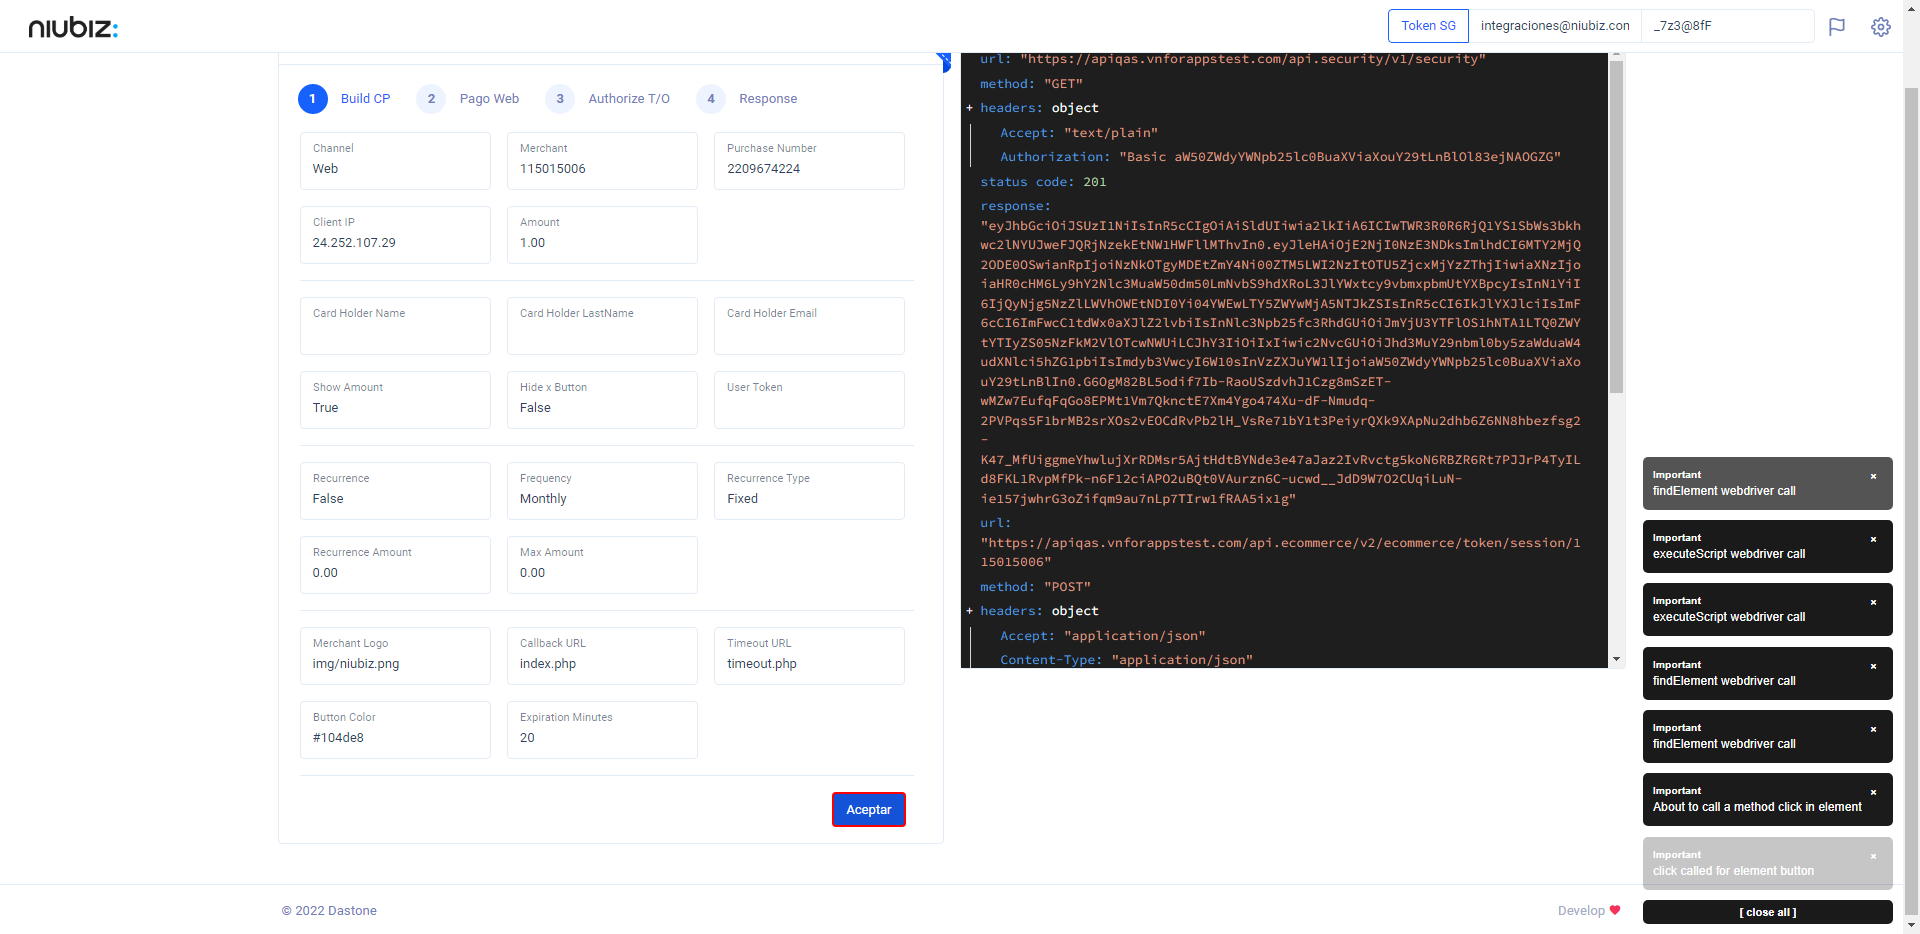 niubiz:
Token SG
integraciones@niubiz.con
_7z3@8fF
1 Build CP
2 Pago Web
3 Authorize T/O
4 Response
Channel
Web
Merchant
115015006
Purchase Number
2209674224
Client IP
24.252.107.29
Amount
1.00
Card Holder Name
Card Holder LastName
Card Holder Email
Show Amount
True
Hide x Button
False
User Token
Recurrence
False
Frequency
Monthly
Recurrence Type
Fixed
Recurrence Amount
0.00
Max Amount
0.00
Merchant Logo
img/niubiz.png
Callback URL
index.php
Timeout URL
timeout.php
Button Color
#104de8
Expiration Minutes
20
Aceptar
url: "https://apiqas.vnforappstest.com/api.security/v1/security"
method: "GET"
+ headers: object
Accept: "text/plain"
Authorization: "Basic aW50ZWdyYWNpb25lc0BuaXViaXouY29tLnBlOl83ejNAOGZG"
status code: 201
response:
"eyJhbGciOiJSUzI1NiIsInR5cCIgOiAiSldUIiwia2lkIiA6ICIwTWR3R0R6RjQ1YS1SbWs3bkh
wc2lNYUJweFJQRjNzekEtNW1HWFllMThvIn0.eyJleHAiOjE2NjI0NzE3NDksImlhdCI6MTY2MjQ
2ODE0OSwianRpIjoiNzNkOTgyMDEtZmY4Ni00ZTM5LWI2NzItOTU5ZjcxMjYzZThjIiwiaXNzIjo
iaHR0cHM6Ly9hY2Nlc3MuaW50dm50LmNvbS9hdXRoL3JlYWxtcy9vbmxpbmUtYXBpcyIsInN1YiI
6IjQyNjg5NzZlLWVhOWEtNDI0Yi04YWEwLTY5ZWYwMjA5NTJkZSIsInR5cCI6IkJlYXJlciIsImF
6cCI6ImFwcC1tdWx0aXJlZ2lvbiIsInNlc3Npb25fc3RhdGUiOiJmYjU3YTFlOS1hNTA1LTQ0ZWY
tYTIyZS05NzFkM2VlOTcwNWUiLCJhY3IiOiIxIiwic2NvcGUiOiJhd3MuY29nbml0by5zaWduaW4
udXNlci5hZG1pbiIsImdyb3VwcyI6W10sInVzZXJuYW1lIjoiaW50ZWdyYWNpb25lc0BuaXViaXo
uY29tLnBlIn0.G6OgM82BL5odif7Ib-RaoUSzdvhJ1Czg8mSzET-
wMZw7EufqFqGo8EPMt1Vm7QknctE7Xm4Ygo474Xu-dF-Nmudq-
2PVPqs5F1brMB2srXOs2vEOCdRvPb2lH_VsRe71bY1t3PeiyrQXk9XApNu2dhb6Z6NN8hbezfsg2
-
K47_MfUiggmeYhwlujXrRDMsr5AjtHdtBYNde3e47aJaz2IvRvctg5koN6RBZR6Rt7PJJrP4TyIL
d8FKL1RvpMfPk-n6F12ciAPO2uBQt0VAurzn6C-ucwd__JdD9W7O2CUqiLuN-
ie157jwhrG3oZifqm9au7nLp7TIrw1fRAA5ix1g"
url:
"https://apiqas.vnforappstest.com/api.ecommerce/v2/ecommerce/token/session/1
15015006"
method: "POST"
+ headers: object
Accept: "application/json"
Content-Type: "application/json"
Important
findElement webdriver call
Important
executeScript webdriver call
Important
executeScript webdriver call
Important
findElement webdriver call
Important
findElement webdriver call
Important
About to call a method click in element
Important
click called for element button
[ close all ]
© 2022 Dastone
Develop